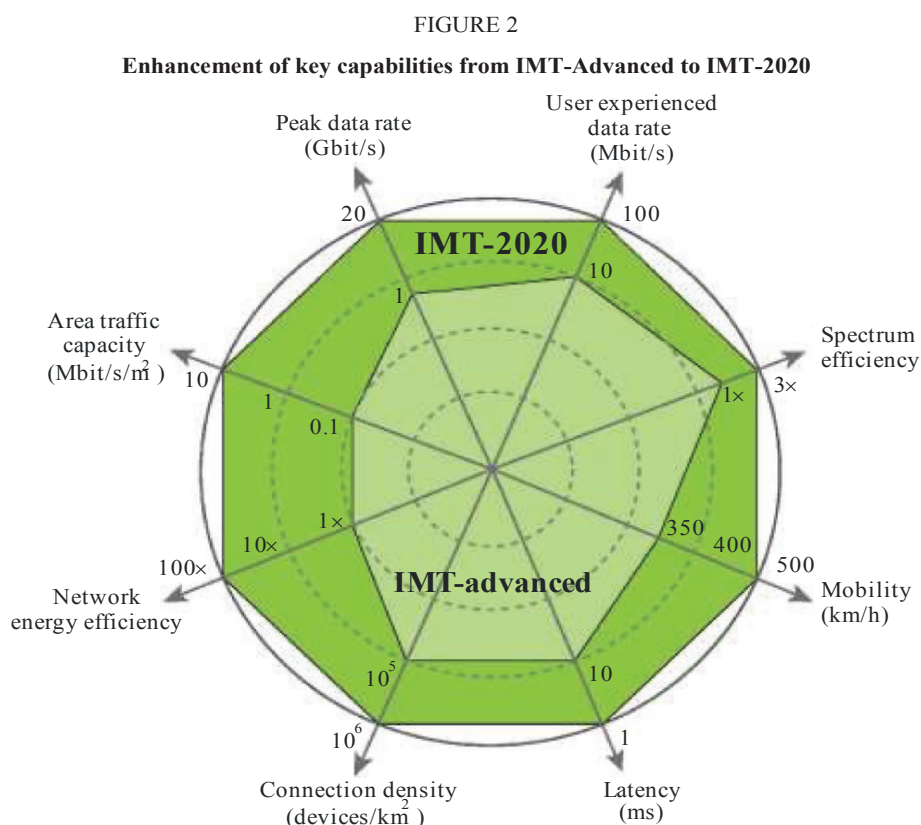 FIGURE 2
Enhancement of key capabilities from IMT-Advanced to IMT-2020
Peak data rate
(Gbit/s)
User experienced
data rate
(Mbit/s)
20
100
IMT-2020
1
10
Area traffic
capacity
(Mbit/s/m²)
10
1
0.1
Spectrum
efficiency
1×
3×
1×
10×
100×
Network
energy efficiency
350
400
500
Mobility
(km/h)
IMT-advanced
10⁵
10⁶
10
1
Connection density
(devices/km²)
Latency
(ms)